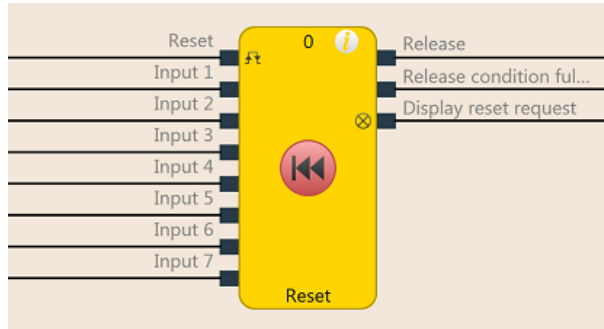 Reset
Input 1
Input 2
Input 3
Input 4
Input 5
Input 6
Input 7
0
i
Reset
Release
Release condition ful...
Display reset request